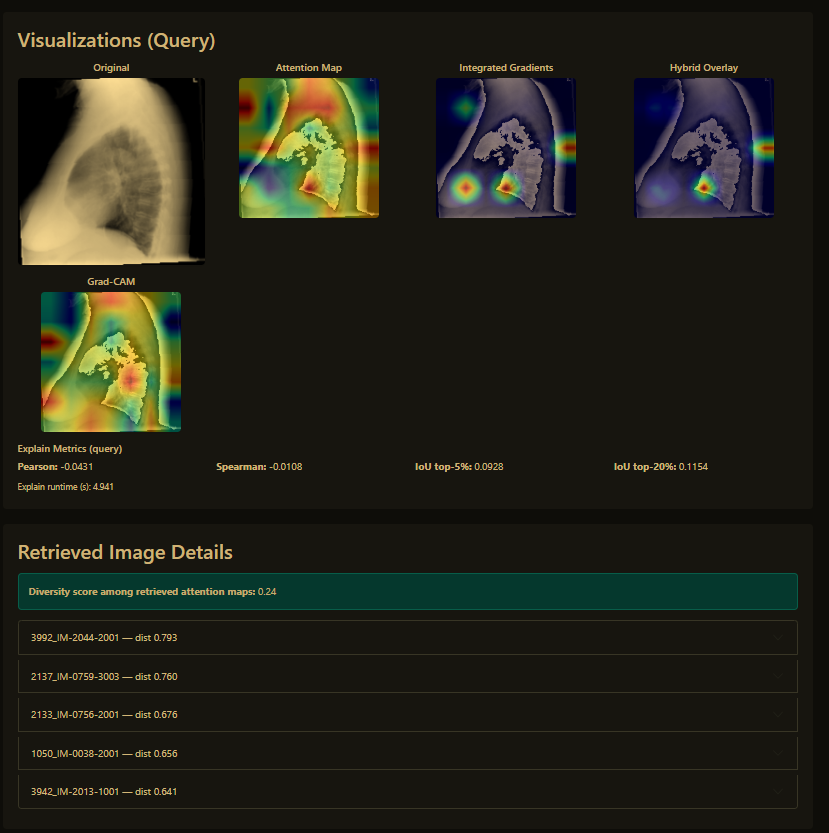 Visualizations (Query)
Original
Attention Map
Integrated Gradients
Hybrid Overlay
Grad-CAM
Explain Metrics (query)
Pearson: -0.0431
Spearman: -0.0108
IoU top-5%: 0.0928
IoU top-20%: 0.1154
Explain runtime (s): 4.941
Retrieved Image Details
Diversity score among retrieved attention maps: 0.24
3992_IM-2044-2001 — dist 0.793
2137_IM-0759-3003 — dist 0.760
2133_IM-0756-2001 — dist 0.676
1050_IM-0038-2001 — dist 0.656
3942_IM-2013-1001 — dist 0.641